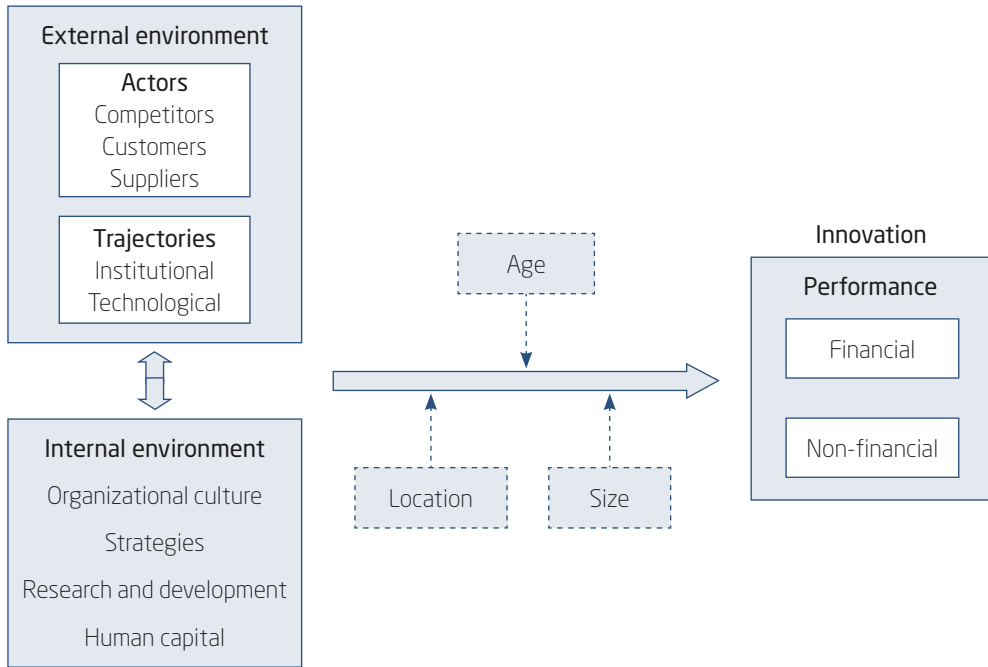 External environment
Actors
Competitors
Customers
Suppliers
Trajectories
Institutional
Technological
Internal environment
Organizational culture
Strategies
Research and development
Human capital
Age
Location
Size
Innovation
Performance
Financial
Non-financial